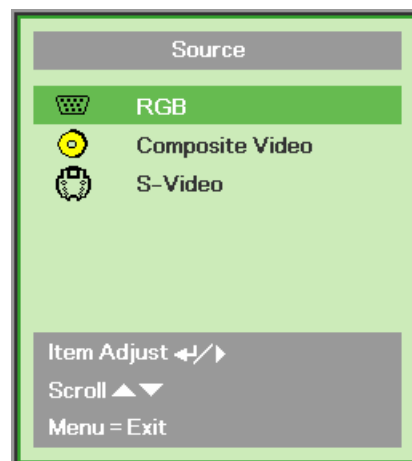 Source
RGB
Composite Video
S-Video
Item Adjust ↵/▶
Scroll ▲▼
Menu = Exit